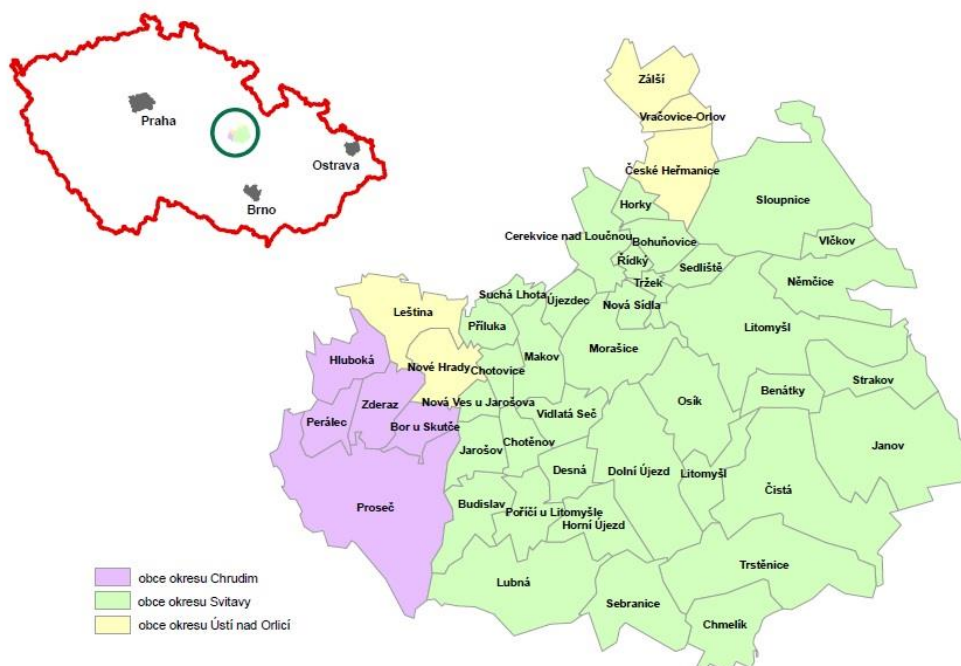 Praha
Ostrava
Brno
Zálší
Vračovice-Orlov
České Heřmanice
Sloupnice
Horky
Cerekvice nad Loučnou
Bohuňovice
Vlčkov
Řídký
Sedliště
Němčice
Tržek
Suchá Lhota
Újezdec
Nová Sídla
Leština
Příluka
Litomyšl
Morašice
Hluboká
Makov
Nové Hrady
Chotovice
Strakov
Benátky
Zderaz
Nová Ves u Jarošova
Osík
Perálec
Vidlatá Seč
Bor u Skutče
Jarošov
Chotěnov
Janov
Desná
Dolní Újezd
Litomyšl
Čistá
Budislav
Proseč
Poříčí u Litomyšle
Horní Újezd
Trstěnice
obce okresu Chrudim
Lubná
obce okresu Svitavy
Sebranice
Chmelík
obce okresu Ústí nad Orlicí